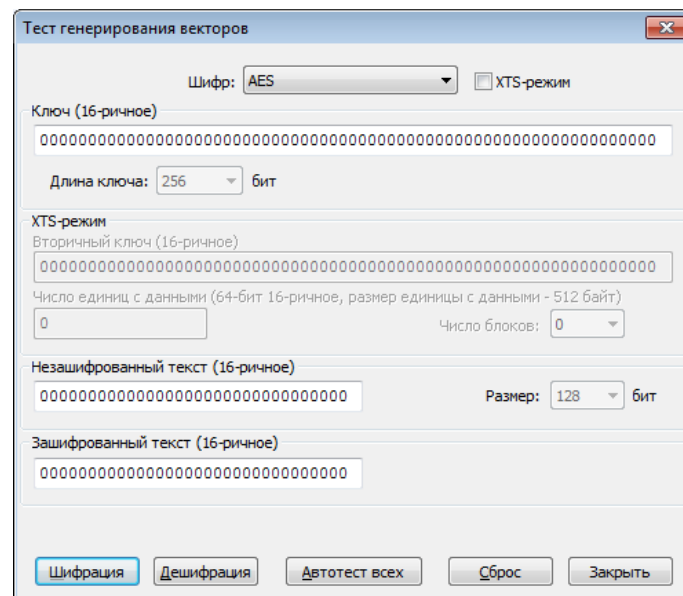 Тест генерирования векторов
Шифр: AES XTS-режим
Ключ (16-ричное)
0000000000000000000000000000000000000000000000000000000000000000
Длина ключа: 256 бит
XTS-режим
Вторичный ключ (16-ричное)
0000000000000000000000000000000000000000000000000000000000000000
Число единиц с данными (64-бит 16-ричное, размер единицы с данными - 512 байт)
0 Число блоков: 0
Незашифрованный текст (16-ричное)
00000000000000000000000000000000 Размер: 128 бит
Зашифрованный текст (16-ричное)
00000000000000000000000000000000
Шифрация Дешифрация Автотест всех Сброс Закрыть